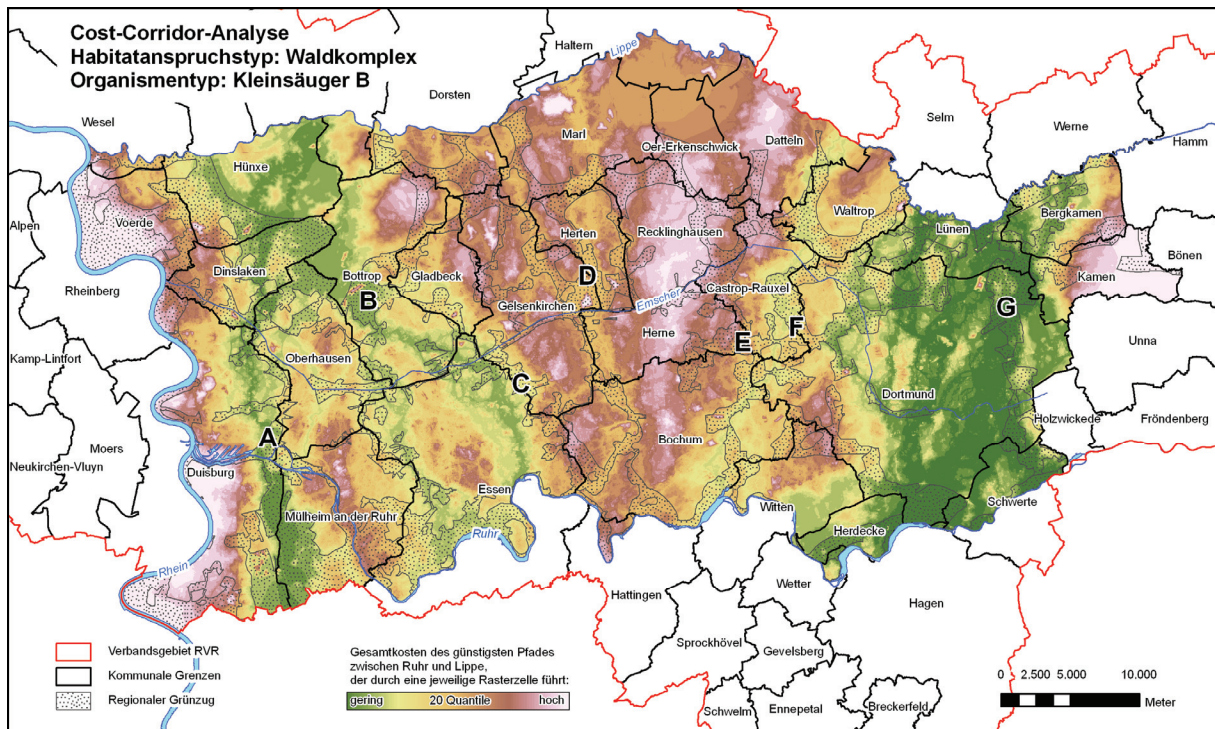 Cost-Corridor-Analyse
Habitatanspruchstyp: Waldkomplex
Organismentyp: Kleinsäuger B
Haltern
Lippe
Dorsten
Wesel
Marl
Selm
Werne
Hamm
Hünxe
Oer-Erkenschwick
Datteln
Waltrop
Lünen
Bergkamen
Alpen
Voerde
Herten
Recklinghausen
Bönen
Dinslaken
Bottrop
Gladbeck
D
Kamen
Rheinberg
B
Gelsenkirchen
Emscher
Castrop-Rauxel
G
F
Herne
E
Unna
Kamp-Lintfort
Oberhausen
C
Dortmund
Holzwickede
Fröndenberg
A
Moers
Bochum
Neukirchen-Vluyn
Duisburg
Essen
Schwerte
Mülheim an der Ruhr
Witten
Ruhr
Herdecke
Rhein
Wetter
Hattingen
Hagen
Sprockhövel
Gevelsberg
Schwelm
Ennepetal
Breckerfeld
Verbandsgebiet RVR
Kommunale Grenzen
Regionaler Grünzug
Gesamtkosten des günstigsten Pfades
zwischen Ruhr und Lippe,
der durch eine jeweilige Rasterzelle führt:
gering 20 Quantile hoch
0 2.500 5.000 10.000
Meter